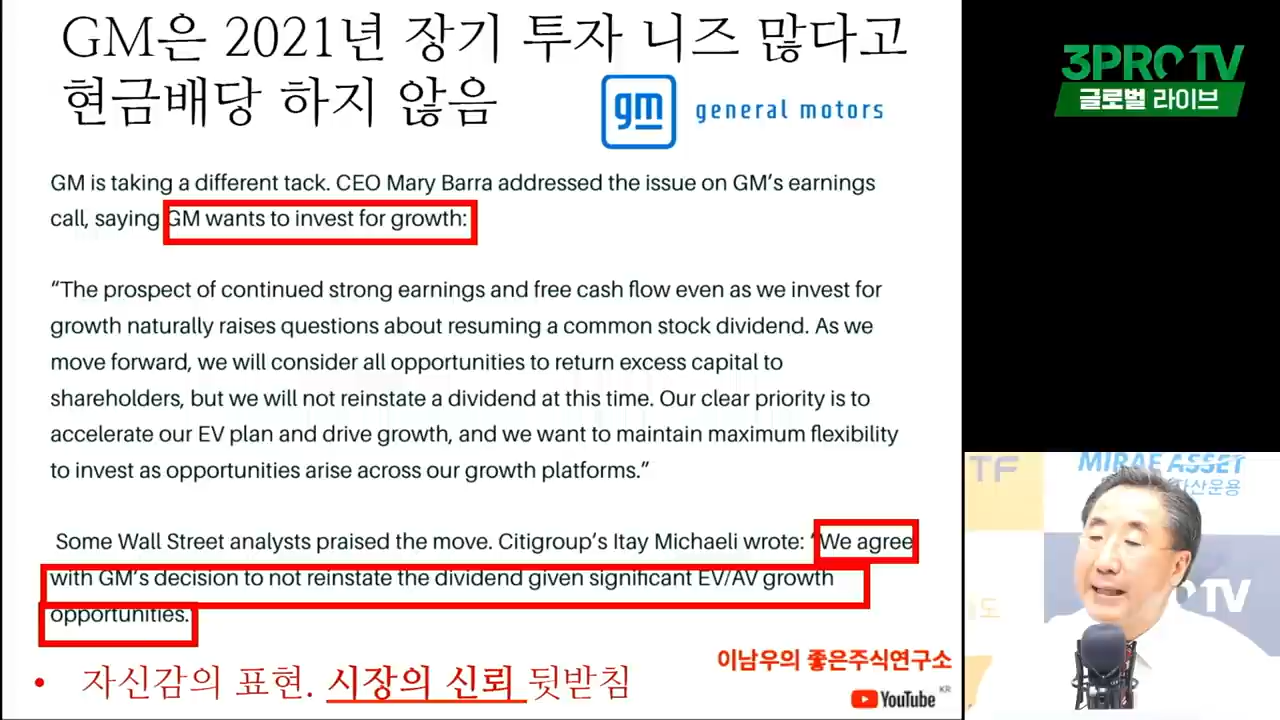 GM은 2021년 장기 투자 니즈 많다고
현금배당 하지 않음
gm general motors
3PRO TV
글로벌 라이브
GM is taking a different tack. CEO Mary Barra addressed the issue on GM’s earnings
call, saying GM wants to invest for growth:
“The prospect of continued strong earnings and free cash flow even as we invest for
growth naturally raises questions about resuming a common stock dividend. As we
move forward, we will consider all opportunities to return excess capital to
shareholders, but we will not reinstate a dividend at this time. Our clear priority is to
accelerate our EV plan and drive growth, and we want to maintain maximum flexibility
to invest as opportunities arise across our growth platforms.”
Some Wall Street analysts praised the move. Citigroup’s Itay Michaeli wrote: “We agree
with GM’s decision to not reinstate the dividend given significant EV/AV growth
opportunities.
• 자신감의 표현. 시장의 신뢰 뒷받침
이남우의 좋은주식연구소
YouTube KR
TF
MIRAE ASSET
자산운용
TV